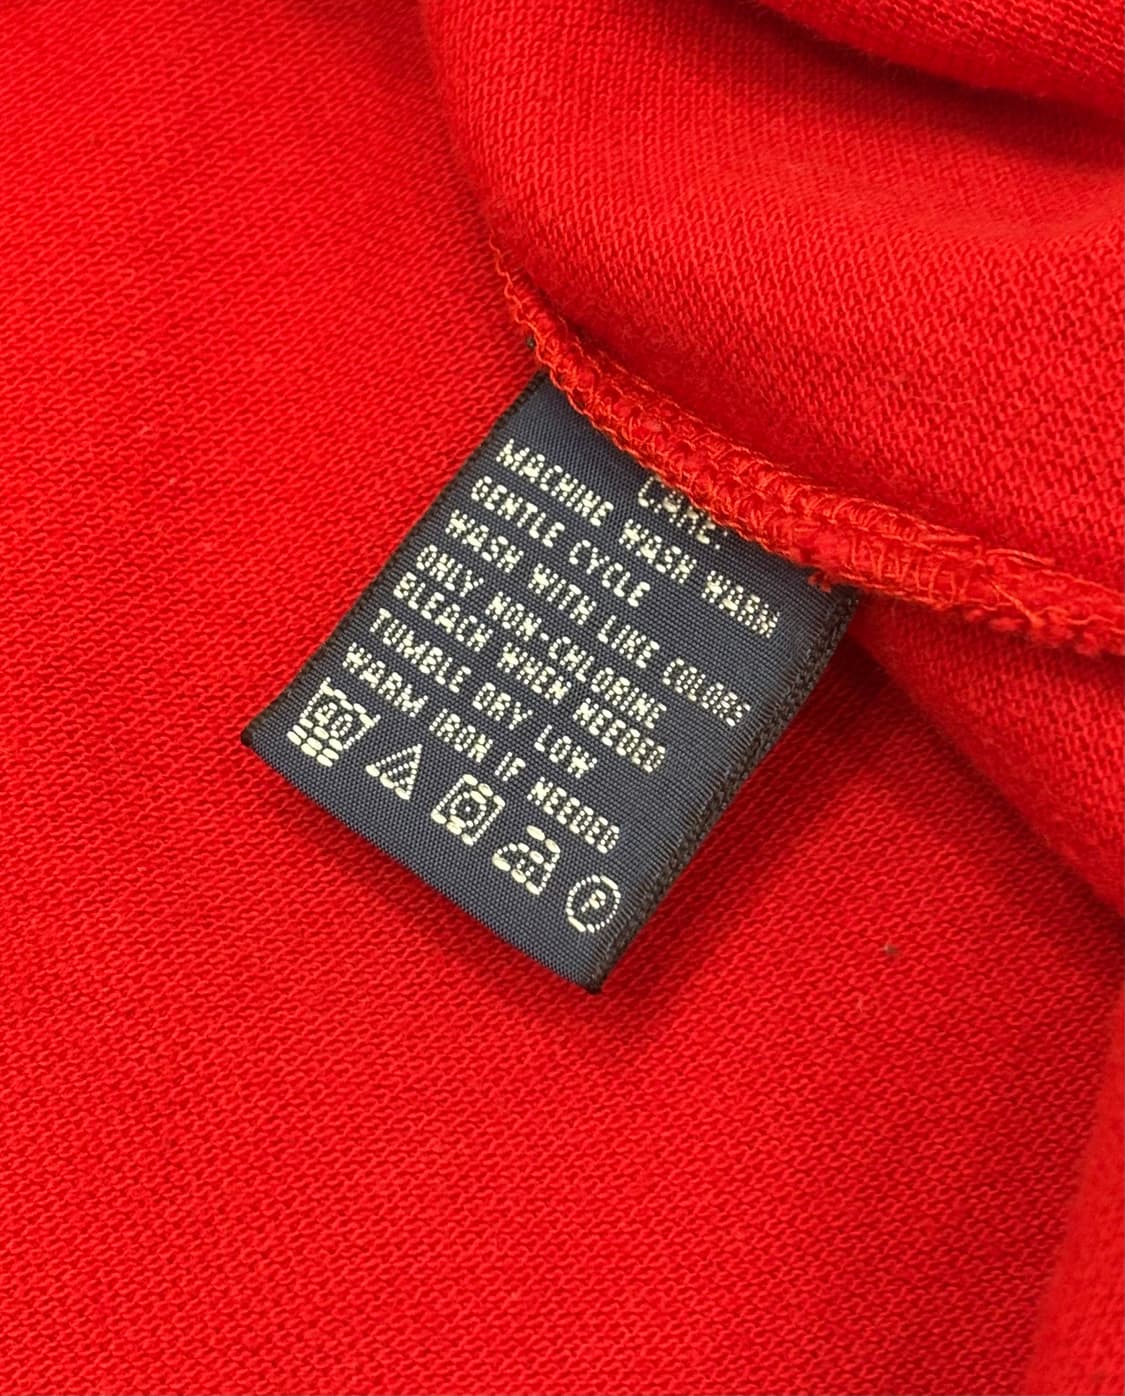 CARE:
MACHINE WASH WARM
GENTLE CYCLE
WASH WITH LIKE COLORS
ONLY NON-CHLORINE
BLEACH WHEN NEEDED
TUMBLE DRY LOW
WARM IRON IF NEEDED
P